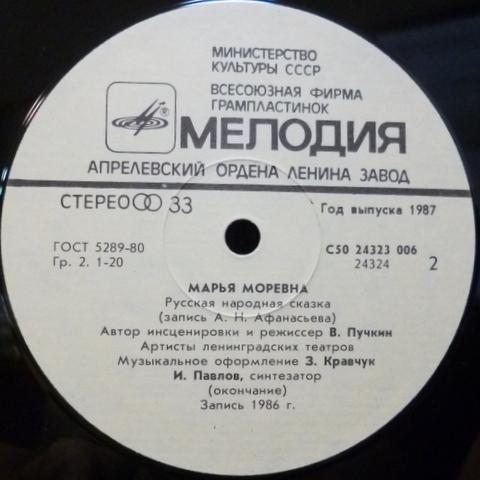 МИНИСТЕРСТВО
КУЛЬТУРЫ СССР
ВСЕСОЮЗНАЯ ФИРМА
ГРАМПЛАСТИНОК
МЕЛОДИЯ
АПРЕЛЕВСКИЙ ОРДЕНА ЛЕНИНА ЗАВОД
СТЕРЕО 33
Год выпуска 1987
ГОСТ 5289-80
Гр. 2. 1-20
С50 24323 006
24324
2
МАРЬЯ МОРЕВНА
Русская народная сказка
(запись А. Н. Афанасьева)
Автор инсценировки и режиссер В. Пучкин
Артисты ленинградских театров
Музыкальное оформление З. Кравчук
И. Павлов, синтезатор
(окончание)
Запись 1986 г.